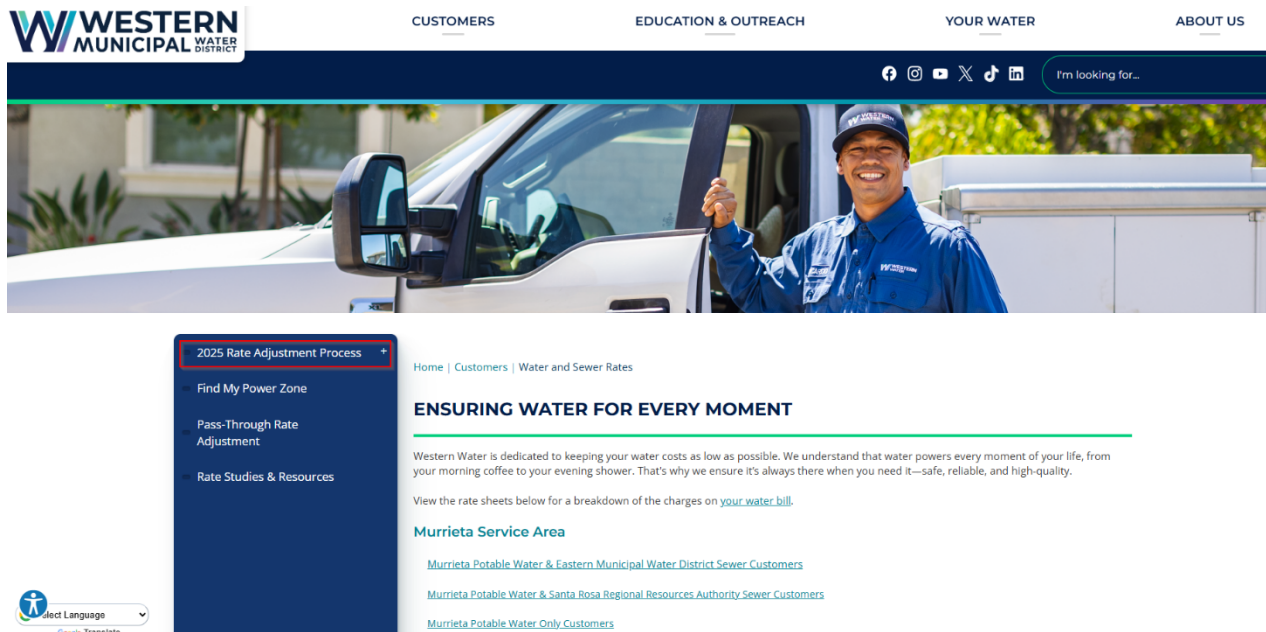 WESTERN
MUNICIPAL WATER DISTRICT
CUSTOMERS
EDUCATION & OUTREACH
YOUR WATER
ABOUT US
I'm looking for...
WESTERN
WATER
WESTERN
2025 Rate Adjustment Process +
Find My Power Zone
Pass-Through Rate
Adjustment
Rate Studies & Resources
Home | Customers | Water and Sewer Rates
ENSURING WATER FOR EVERY MOMENT
Western Water is dedicated to keeping your water costs as low as possible. We understand that water powers every moment of your life, from
your morning coffee to your evening shower. That's why we ensure it's always there when you need it—safe, reliable, and high-quality.
View the rate sheets below for a breakdown of the charges on your water bill.
Murrieta Service Area
Murrieta Potable Water & Eastern Municipal Water District Sewer Customers
Murrieta Potable Water & Santa Rosa Regional Resources Authority Sewer Customers
Murrieta Potable Water Only Customers
Language
Translate